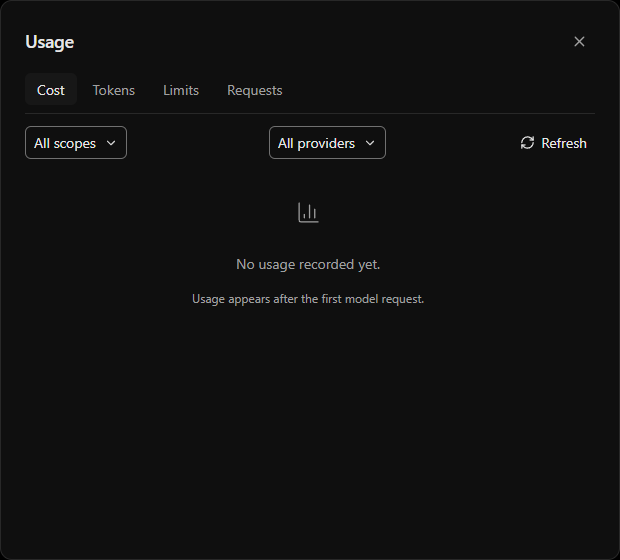 Usage
Cost Tokens Limits Requests
All scopes All providers Refresh
No usage recorded yet.
Usage appears after the first model request.